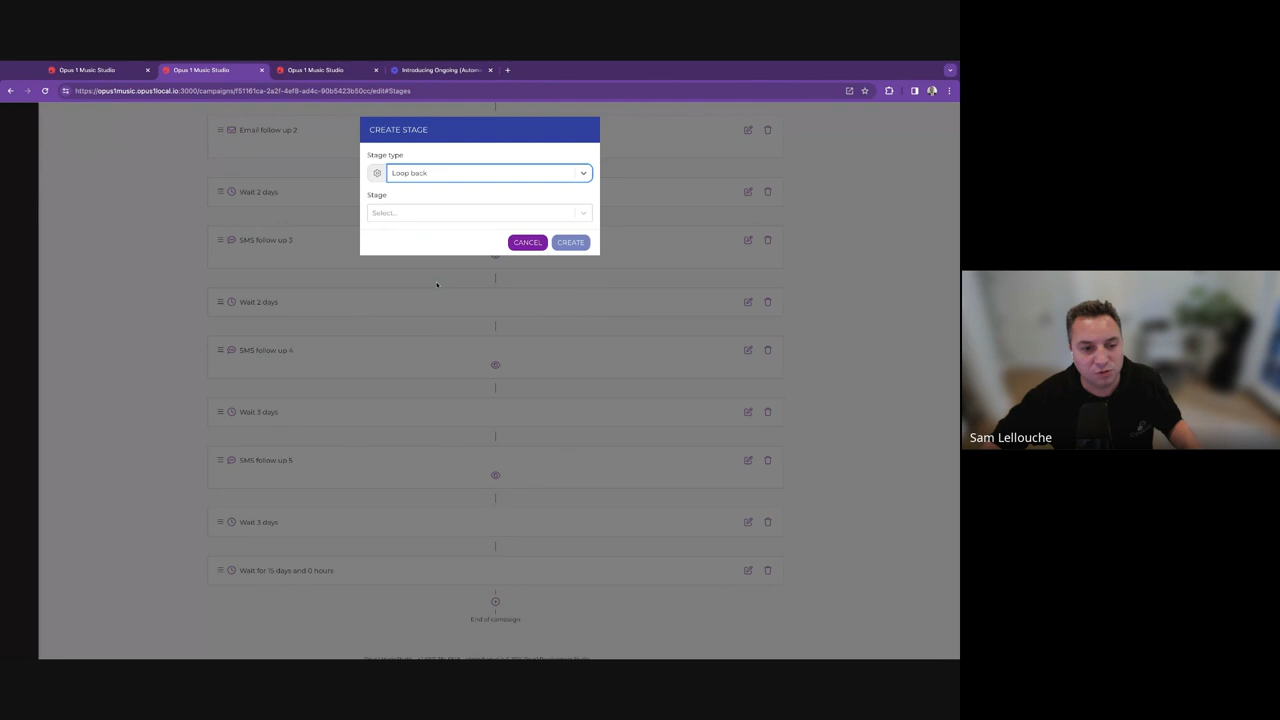 Opus 1 Music Studio
Opus 1 Music Studio
Opus 1 Music Studio
Introducing Ongoing (Autom
https://opus1music.opus1local.io:3000/campaigns/f51161ca-2a2f-4ef8-ad4c-90b5423b50cc/edit#Stages
Email follow up 2
CREATE STAGE
Stage type
Loop back
Stage
Select...
CANCEL
CREATE
Wait 2 days
SMS follow up 3
Wait 2 days
SMS follow up 4
Wait 3 days
SMS follow up 5
Wait 3 days
Wait for 15 days and 0 hours
End of campaign
Sam Lellouche